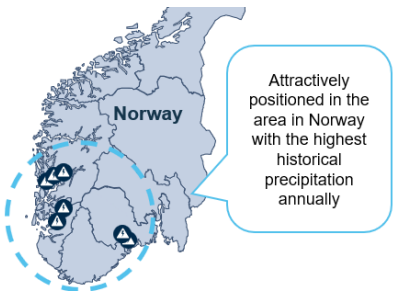 Norway
Attractively
positioned in the
area in Norway
with the highest
historical
precipitation
annually